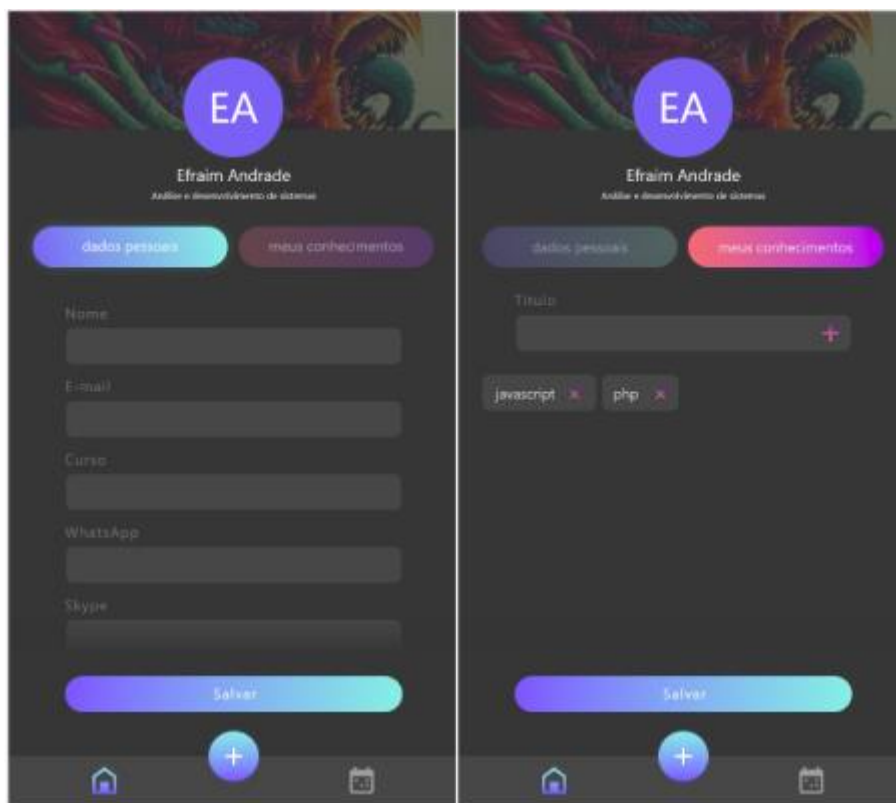 EA
Efraim Andrade
Análise e desenvolvimento de sistemas
dados pessoais
meus conhecimentos
Nome
E-mail
Curso
WhatsApp
Skype
Salvar
EA
Efraim Andrade
Análise e desenvolvimento de sistemas
dados pessoais
meus conhecimentos
Titulo
javascript
php
Salvar